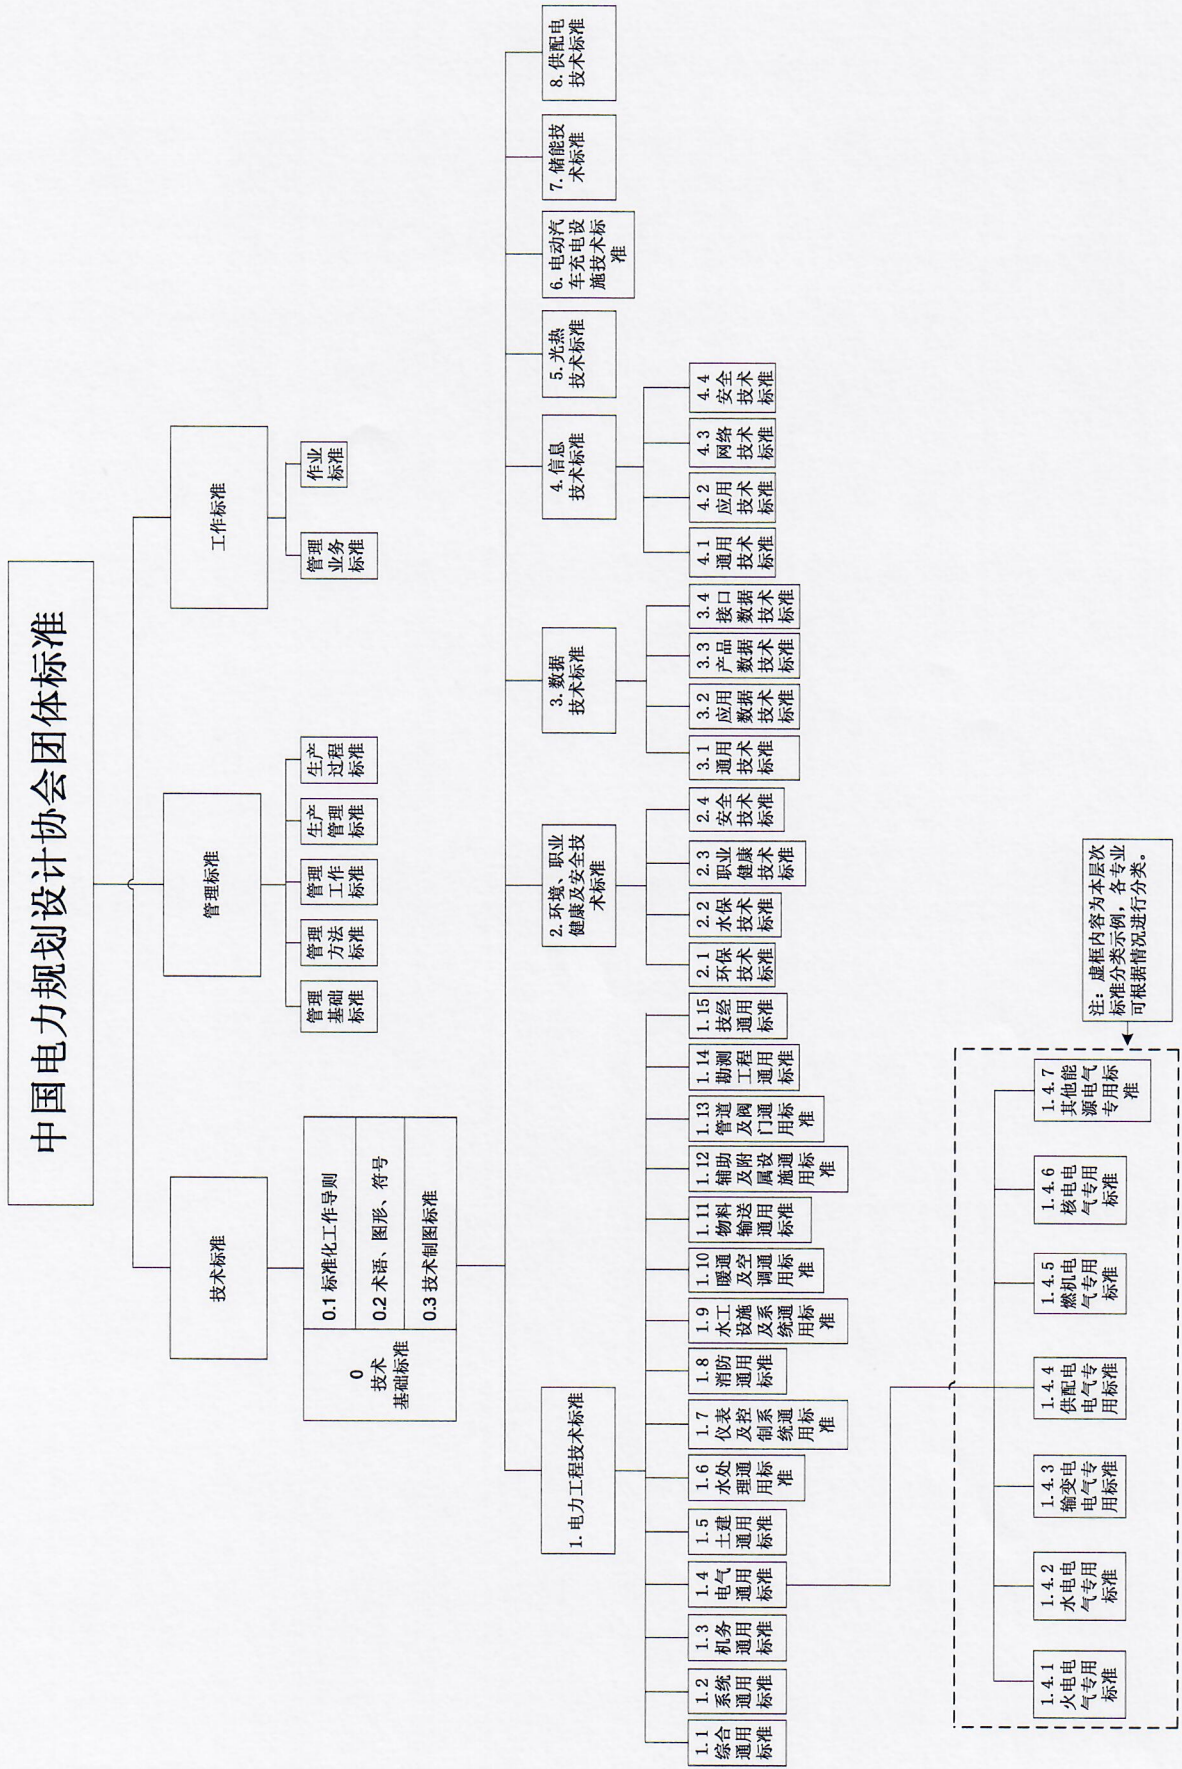 中国电力规划设计协会团体标准
技术标准
管理标准
工作标准
0
技术
基础标准
0.1 标准化工作导则
0.2 术语、图形、符号
0.3 技术制图标准
管理
基础
标准
管理
方法
标准
管理
工作
标准
生产
管理
标准
生产
过程
标准
管理
业务
标准
作业
标准
1. 电力工程技术标准
2. 环境、职业
健康及安全技
术标准
3. 数据
技术标准
4. 信息
技术标准
5. 光热
技术标准
6. 电动汽
车充电设
施技术标
准
7. 储能技
术标准
8. 供配电
技术标准
1.1
综合
通用
标准
1.2
系统
通用
标准
1.3
机务
通用
标准
1.4
电气
通用
标准
1.5
土建
通用
标准
1.6
水处
理通
用标
准
1.7
仪表
及控
制系
统通
用标
准
1.8
消防
通用
标准
1.9
水工
设施
及系
统通
用标
准
1.10
暖通
及空
调通
用标
准
1.11
物料
输送
通用
标准
1.12
辅助
及附
属设
施通
用标
准
1.13
管道
及阀
门通
用标
准
1.14
勘测
工程
通用
标准
1.15
技经
通用
标准
2.1
环保
技术
标准
2.2
水保
技术
标准
2.3
职业
健康
技术
标准
2.4
安全
技术
标准
3.1
通用
技术
标准
3.2
应用
数据
技术
标准
3.3
产品
数据
技术
标准
3.4
接口
数据
技术
标准
4.1
通用
技术
标准
4.2
应用
技术
标准
4.3
网络
技术
标准
4.4
安全
技术
标准
1.4.1
火电电
气专用
标准
1.4.2
水电电
气专用
标准
1.4.3
输变电
电气专
用标准
1.4.4
供配电
电气专
用标准
1.4.5
燃机电
气专用
标准
1.4.6
核电电
气专用
标准
1.4.7
其他能
源电气
专用标
准
注：虚框内容为本层次
标准分类示例，各专业
可根据情况进行分类。